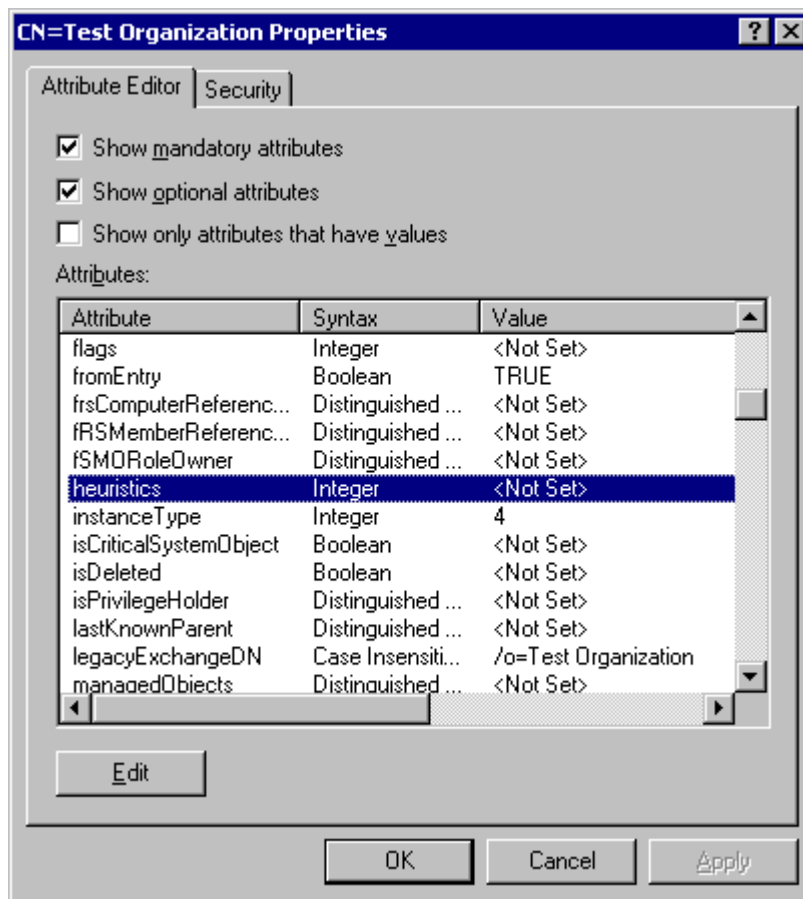 CN=Test Organization Properties
Attribute Editor Security
Show mandatory attributes
Show optional attributes
Show only attributes that have values
Attributes:
Attribute Syntax Value
flags Integer <Not Set>
fromEntry Boolean TRUE
frsComputerReferenc... Distinguished ... <Not Set>
fRSMemberReferenc... Distinguished ... <Not Set>
fSMORoleOwner Distinguished ... <Not Set>
heuristics Integer <Not Set>
instanceType Integer 4
isCriticalSystemObject Boolean <Not Set>
isDeleted Boolean <Not Set>
isPrivilegeHolder Distinguished ... <Not Set>
lastKnownParent Distinguished ... <Not Set>
legacyExchangeDN Case Insensiti... /o=Test Organization
managedObjects Distinguished ... <Not Set>
Edit
OK Cancel Apply